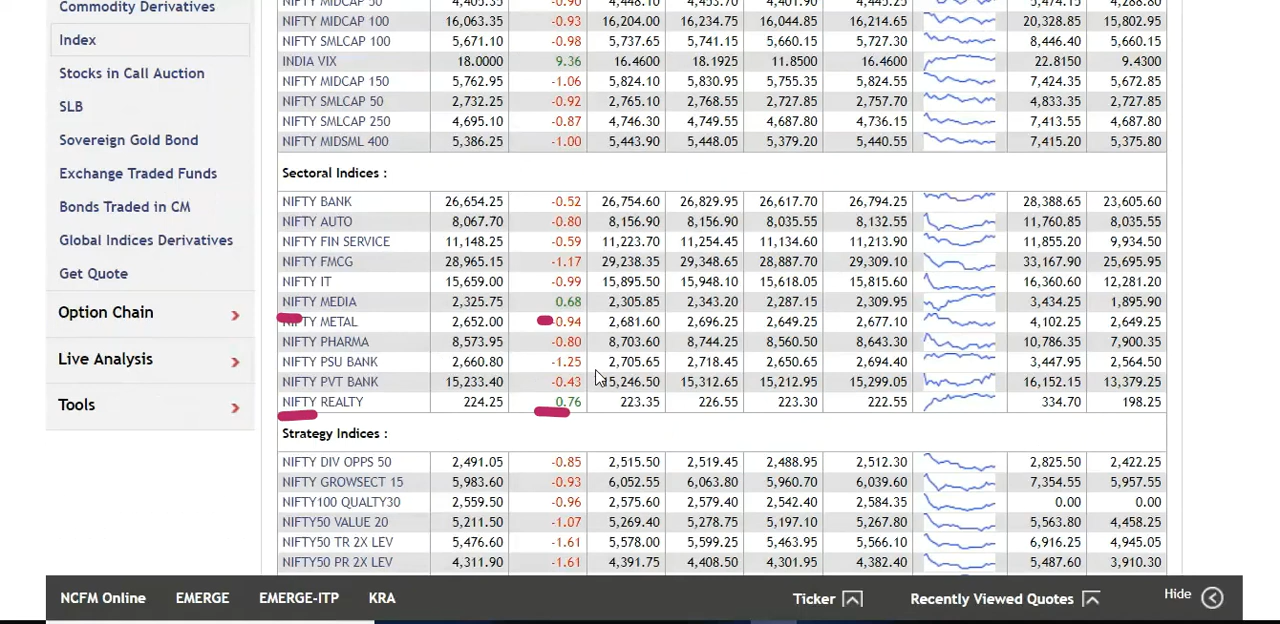 Commodity Derivatives
Index
Stocks in Call Auction
SLB
Sovereign Gold Bond
Exchange Traded Funds
Bonds Traded in CM
Global Indices Derivatives
Get Quote
Option Chain
Live Analysis
Tools
NIFTY MIDCAP 50 4,405.35 -0.90 4,448.10 4,453.70 4,401.90 4,445.25 5,474.15 4,288.80
NIFTY MIDCAP 100 16,063.35 -0.93 16,204.00 16,234.75 16,044.85 16,214.65 20,328.85 15,802.95
NIFTY SMLCAP 100 5,671.10 -0.98 5,737.65 5,741.15 5,660.15 5,727.30 8,446.40 5,660.15
INDIA VIX 18.0000 9.36 16.4600 18.1925 11.8500 16.4600 22.8150 9.4300
NIFTY MIDCAP 150 5,762.95 -1.06 5,824.10 5,830.95 5,755.35 5,824.55 7,424.35 5,672.85
NIFTY SMLCAP 50 2,732.25 -0.92 2,765.10 2,768.55 2,727.85 2,757.70 4,833.35 2,727.85
NIFTY SMLCAP 250 4,695.10 -0.87 4,746.30 4,749.55 4,687.80 4,736.15 7,413.55 4,687.80
NIFTY MIDSML 400 5,386.25 -1.00 5,443.90 5,448.05 5,379.20 5,440.55 7,415.20 5,375.80
Sectoral Indices :
NIFTY BANK 26,654.25 -0.52 26,754.60 26,829.95 26,617.70 26,794.25 28,388.65 23,605.60
NIFTY AUTO 8,067.70 -0.80 8,156.90 8,156.90 8,035.55 8,132.55 11,760.85 8,035.55
NIFTY FIN SERVICE 11,148.25 -0.59 11,223.70 11,254.45 11,134.60 11,213.90 11,855.20 9,934.50
NIFTY FMCG 28,965.15 -1.17 29,238.35 29,348.65 28,887.70 29,309.10 33,167.90 25,695.95
NIFTY IT 15,659.00 -0.99 15,895.50 15,948.10 15,618.05 15,815.60 16,360.60 12,281.20
NIFTY MEDIA 2,325.75 0.68 2,305.85 2,343.20 2,287.15 2,309.95 3,434.25 1,895.90
NIFTY METAL 2,652.00 -0.94 2,681.60 2,696.25 2,649.25 2,677.10 4,102.25 2,649.25
NIFTY PHARMA 8,573.95 -0.80 8,703.60 8,744.35 8,560.50 8,643.30 10,786.35 7,798.60
NIFTY PSU BANK 2,660.80 -1.25 2,705.65 2,718.45 2,650.65 2,694.40 3,447.95 2,564.50
NIFTY PVT BANK 15,233.40 -0.43 15,246.50 15,312.65 15,212.95 15,299.05 16,152.15 13,379.25
NIFTY REALTY 224.25 0.76 223.35 226.55 223.30 222.55 334.70 198.25
Strategy Indices :
NIFTY DIV OPPS 50 2,491.05 -0.85 2,515.50 2,519.45 2,488.95 2,512.30 2,825.50 2,422.25
NIFTY GROWSECT 15 5,983.60 -0.93 6,052.55 6,063.80 5,960.70 6,039.60 7,354.55 5,957.55
NIFTY100 QUALTY30 2,559.50 -0.96 2,575.60 2,579.40 2,542.40 2,584.35 0.00 0.00
NIFTY50 VALUE 20 5,211.50 -1.07 5,269.40 5,278.75 5,197.10 5,267.80 5,563.80 4,458.25
NIFTY50 TR 2X LEV 5,476.60 -1.61 5,578.00 5,599.25 5,463.95 5,566.10 6,916.25 4,945.05
NIFTY50 PR 2X LEV 4,311.90 -1.61 4,391.75 4,408.50 4,301.95 4,382.40 5,487.60 3,910.30
NCFM Online EMERGE EMERGE-ITP KRA Ticker Recently Viewed Quotes Hide